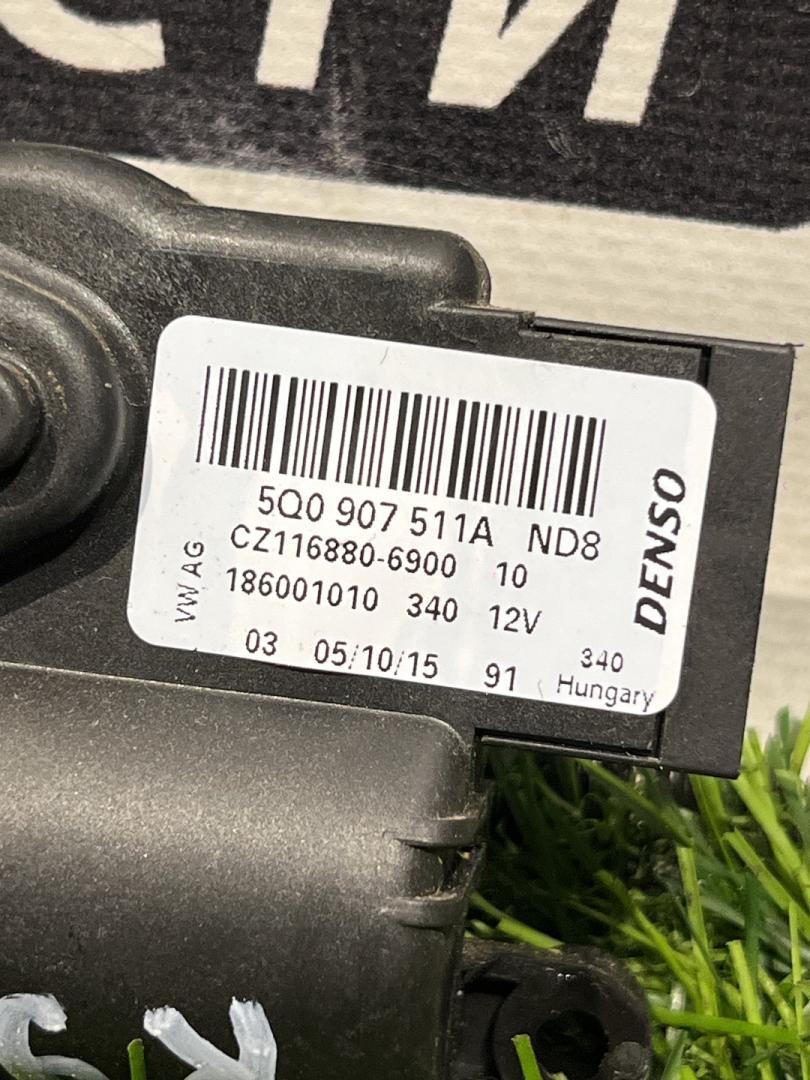 СТИ
5Q0 907 511A ND8
CZ116880-6900 10
186001010 340 12V
03 05/10/15 91
340
Hungary
VW AG
DENSO